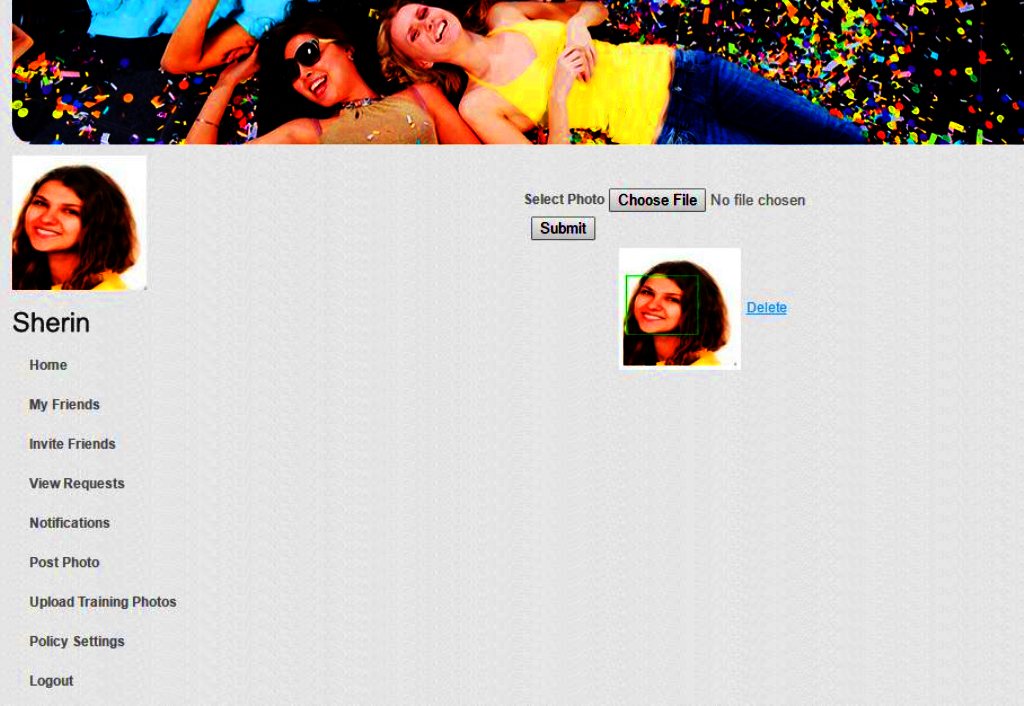 Select Photo Choose File No file chosen
Submit
Delete
Sherin
Home
My Friends
Invite Friends
View Requests
Notifications
Post Photo
Upload Training Photos
Policy Settings
Logout